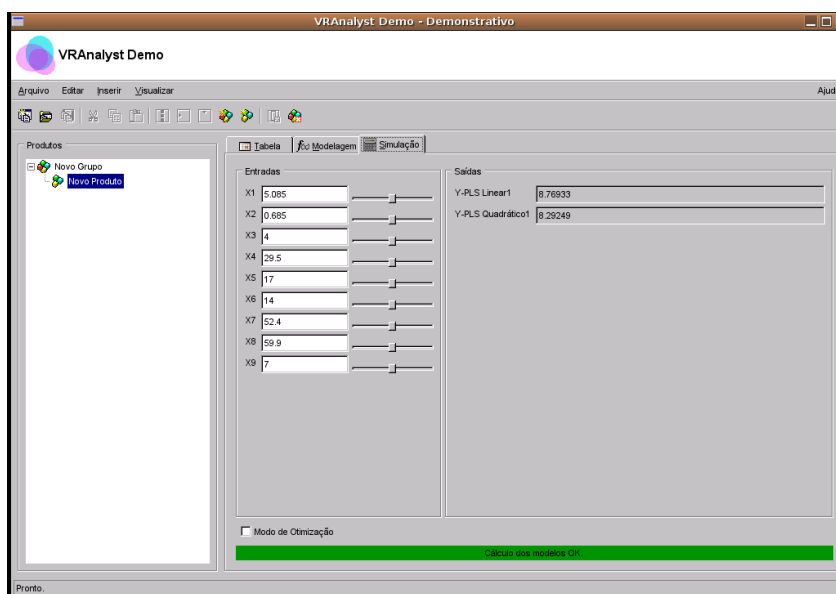 VRAnalyst Demo - Demonstrativo
VRAnalyst Demo
Arquivo Editar Inserir Visualizar Ajud
Produtos
Novo Grupo
Novo Produto
Tabela f(x) Modelagem Simulação
Entradas
X1 5.085
X2 0.685
X3 4
X4 29.5
X5 17
X6 14
X7 52.4
X8 59.9
X9 7
Saídas
Y-PLS Linear1 8.76933
Y-PLS Quadrático1 8.29249
Modo de Otimização
Cálculo dos modelos OK.
Pronto.